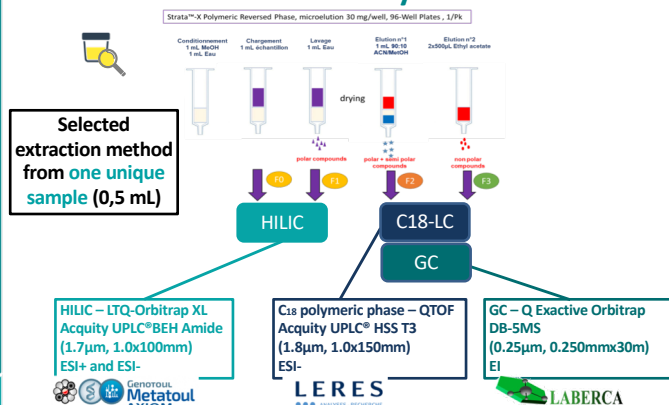 Strata™-X Polymeric Reversed Phase, microelution 30 mg/well, 96-Well Plates , 1/Pk
Conditionnement
1 mL MeOH
1 mL Eau
Chargement
1 mL échantillon
Lavage
1 mL Eau
Elution n°1
1 mL 90:10
ACN/MetOH
Elution n°2
2x500µL Ethyl acetate
drying
Selected
extraction method
from one unique
sample (0,5 mL)
polar compounds
polar + semi polar
compounds
non polar
compounds
F0
F1
F2
F3
HILIC
C18-LC
GC
HILIC – LTQ-Orbitrap XL
Acquity UPLC®BEH Amide
(1.7µm, 1.0x100mm)
ESI+ and ESI-
C18 polymeric phase – QTOF
Acquity UPLC® HSS T3
(1.8µm, 1.0x150mm)
ESI-
GC – Q Exactive Orbitrap
DB-5MS
(0.25µm, 0.250mmx30m)
EI
GENOTOUL
Metatoul
AXIOM
LERES
LABERCA